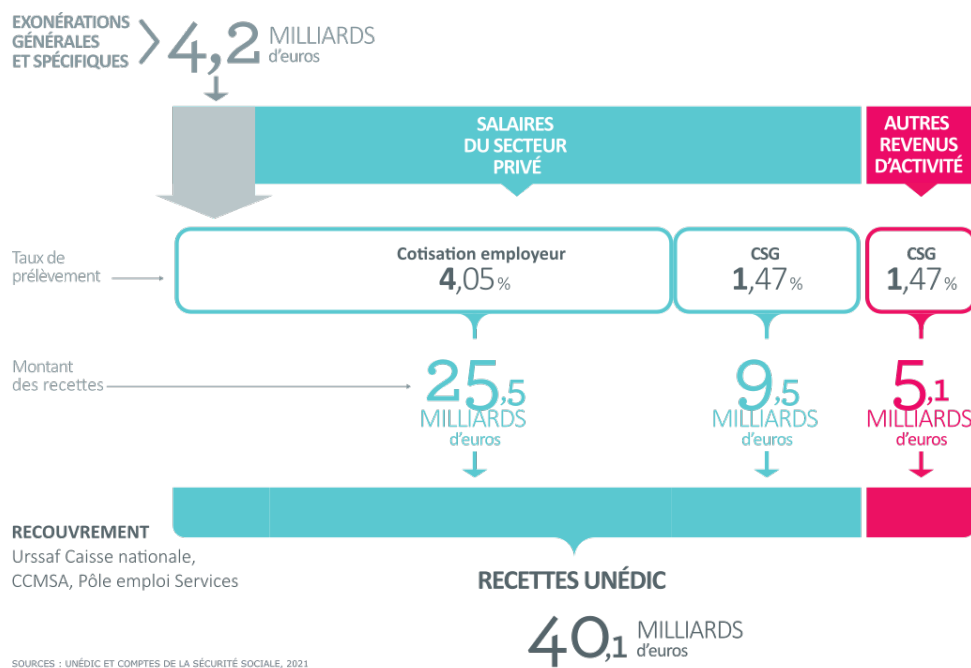 EXONÉRATIONS
GÉNÉRALES
ET SPÉCIFIQUES
4,2 MILLIARDS
d'euros
SALAIRES
DU SECTEUR
PRIVÉ
AUTRES
REVENUS
D'ACTIVITÉ
Taux de
prélèvement
Cotisation employeur
4,05 %
CSG
1,47 %
CSG
1,47 %
Montant
des recettes
25,5
MILLIARDS
d'euros
9,5
MILLIARDS
d'euros
5,1
MILLIARDS
d'euros
RECOUVREMENT
Urssaf Caisse nationale,
CCMSA, Pôle emploi Services
RECETTES UNÉDIC
40,1 MILLIARDS
d'euros
SOURCES : UNÉDIC ET COMPTES DE LA SÉCURITÉ SOCIALE, 2021